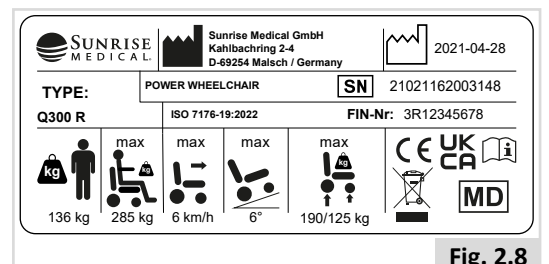 SUNRISE
MEDICAL.
Sunrise Medical GmbH
Kahlbachring 2-4
D-69254 Malsch / Germany
2021-04-28
TYPE:
POWER WHEELCHAIR
SN 21021162003148
Q300 R
ISO 7176-19:2022
FIN-Nr: 3R12345678
kg
136 kg
max
kg
285 kg
max
6 km/h
max
6°
max
kg
190/125 kg
CE UK CA i
MD
Fig. 2.8